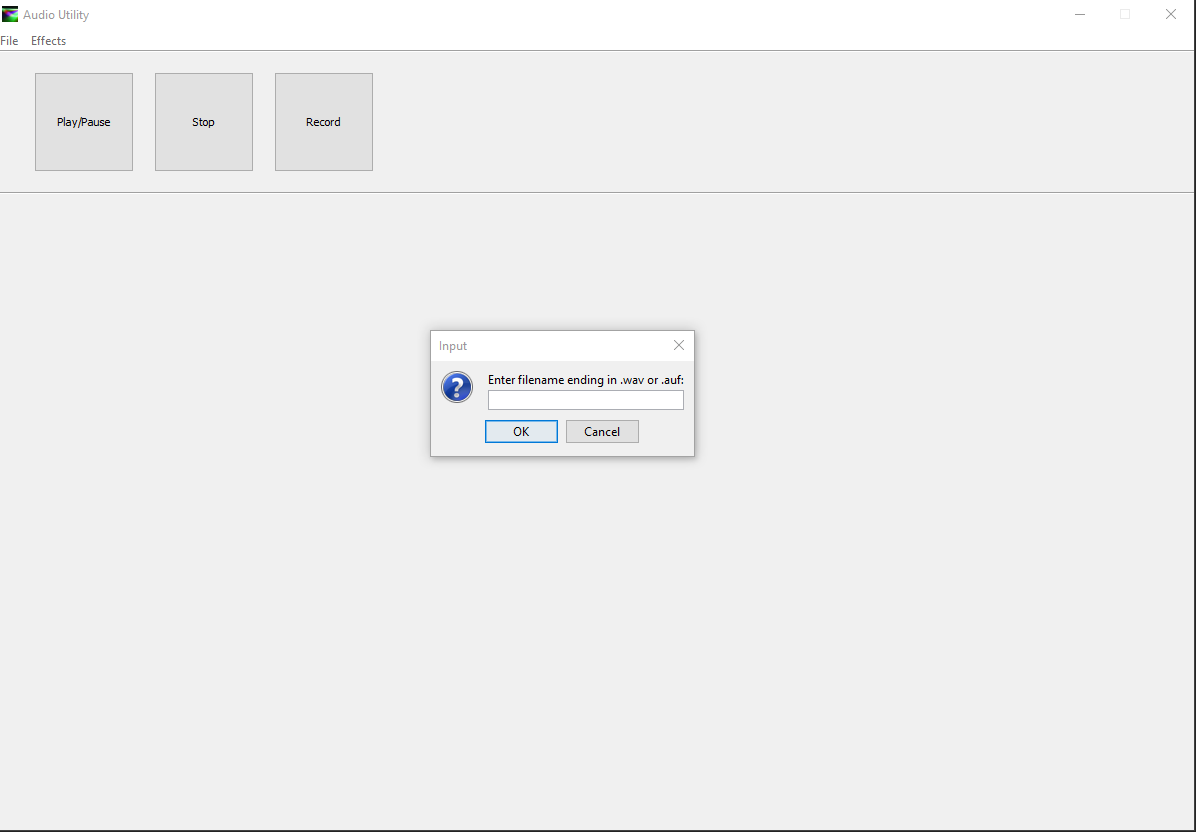 Audio Utility
File Effects
Play/Pause Stop Record
Input
? Enter filename ending in .wav or .auf:
OK Cancel